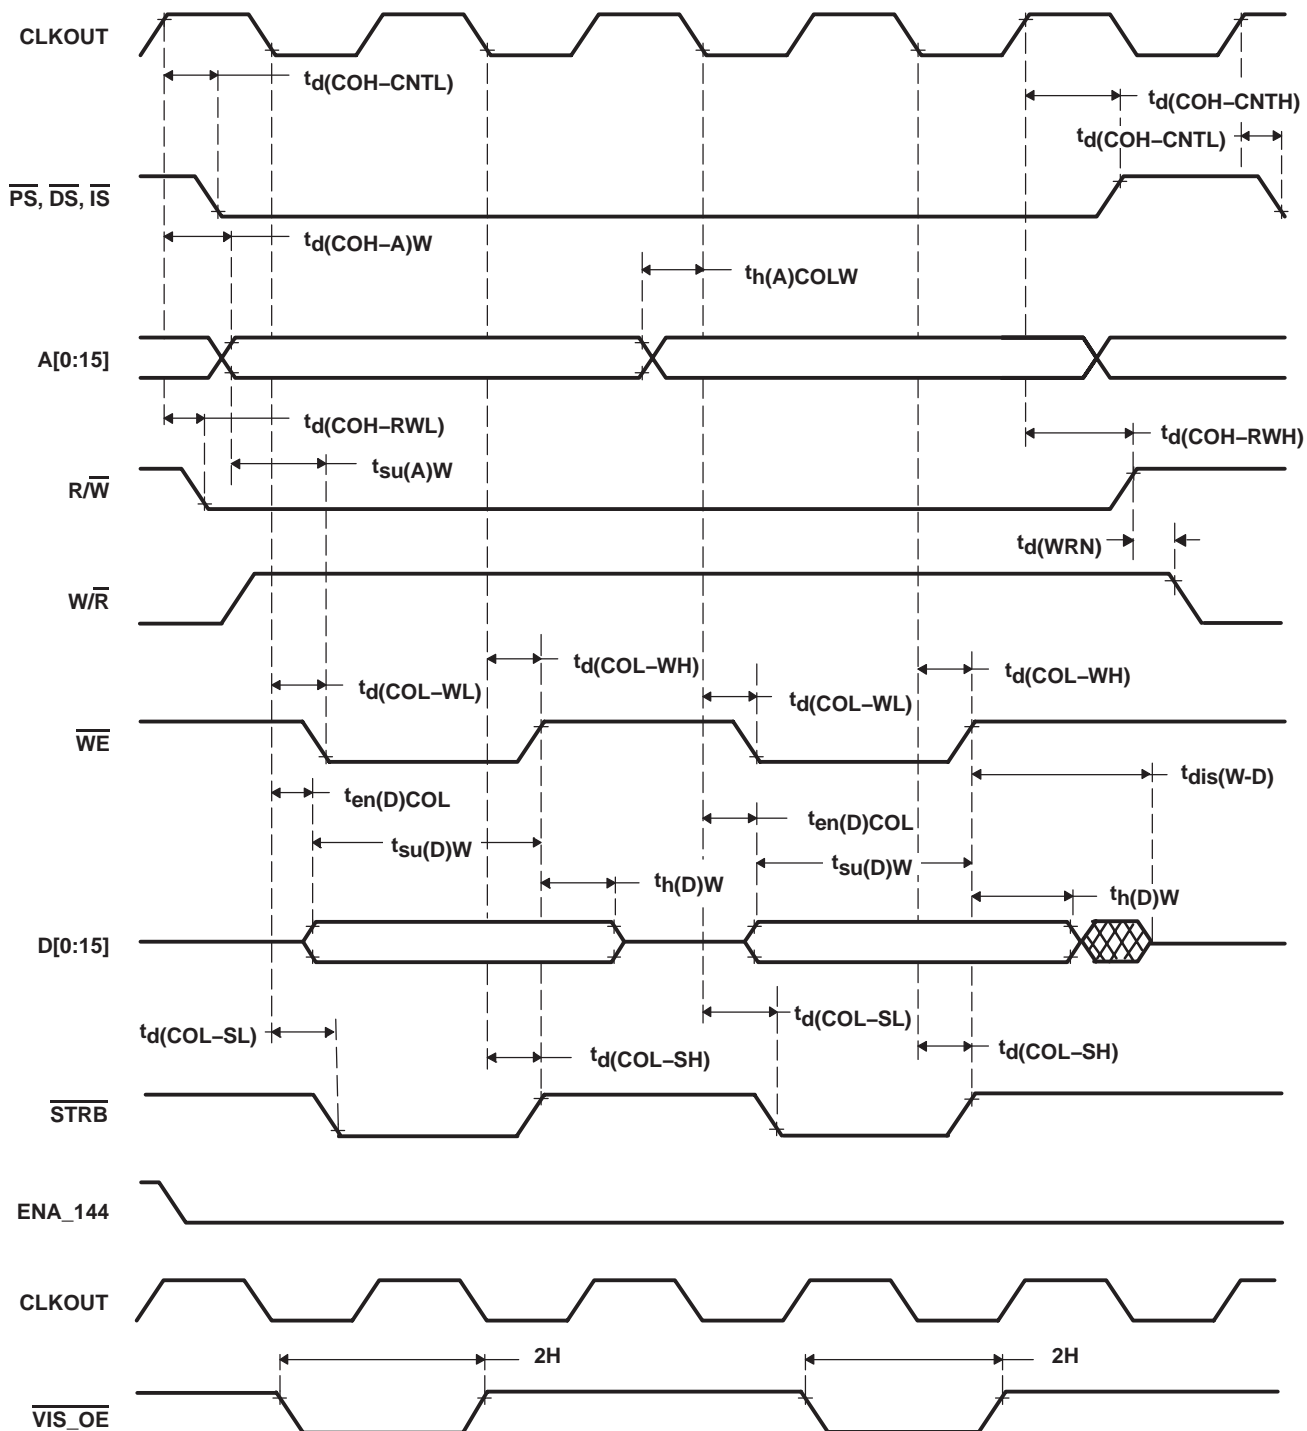 CLKOUT
td(COH–CNTL)
td(COH–CNTH)
td(COH–CNTL)
PS, DS, IS
td(COH–A)W
th(A)COLW
A[0:15]
td(COH–RWL)
td(COH–RWH)
tsu(A)W
R/W
td(WRN)
W/R
td(COL–WH)
td(COL–WH)
td(COL–WL)
td(COL–WL)
WE
tdis(W-D)
ten(D)COL
ten(D)COL
tsu(D)W
tsu(D)W
th(D)W
th(D)W
D[0:15]
td(COL–SL)
td(COL–SL)
td(COL–SH)
td(COL–SH)
STRB
ENA_144
CLKOUT
2H
2H
VIS_OE